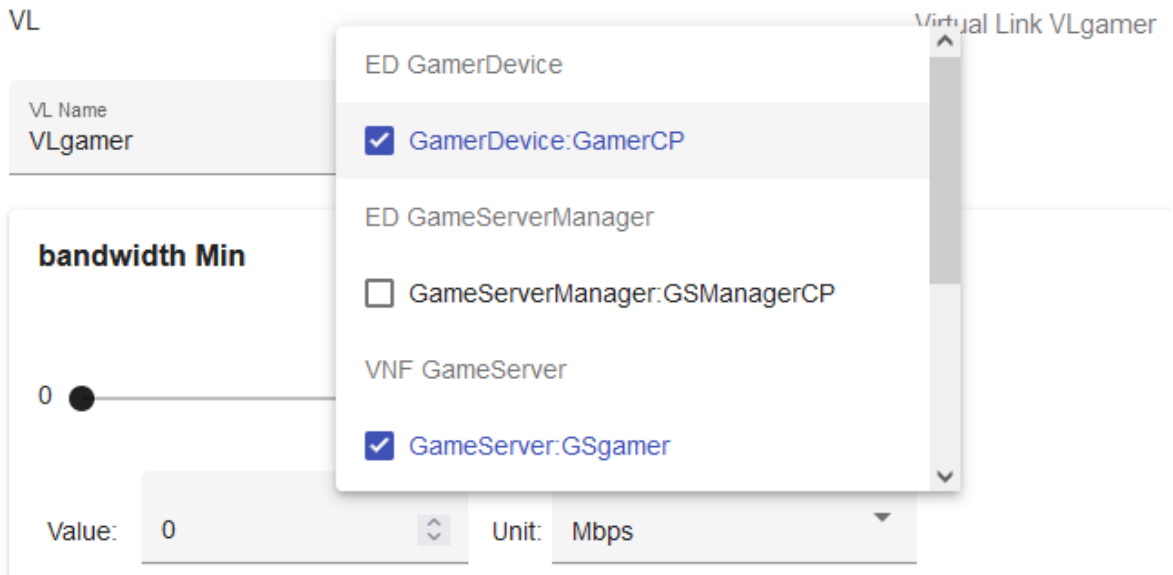 VL
Virtual Link VLgamer
VL Name
VLgamer
ED GamerDevice
GamerDevice:GamerCP
ED GameServerManager
GameServerManager:GSManagerCP
VNF GameServer
GameServer:GSgamer
bandwidth Min
0
Value: 0 Unit: Mbps